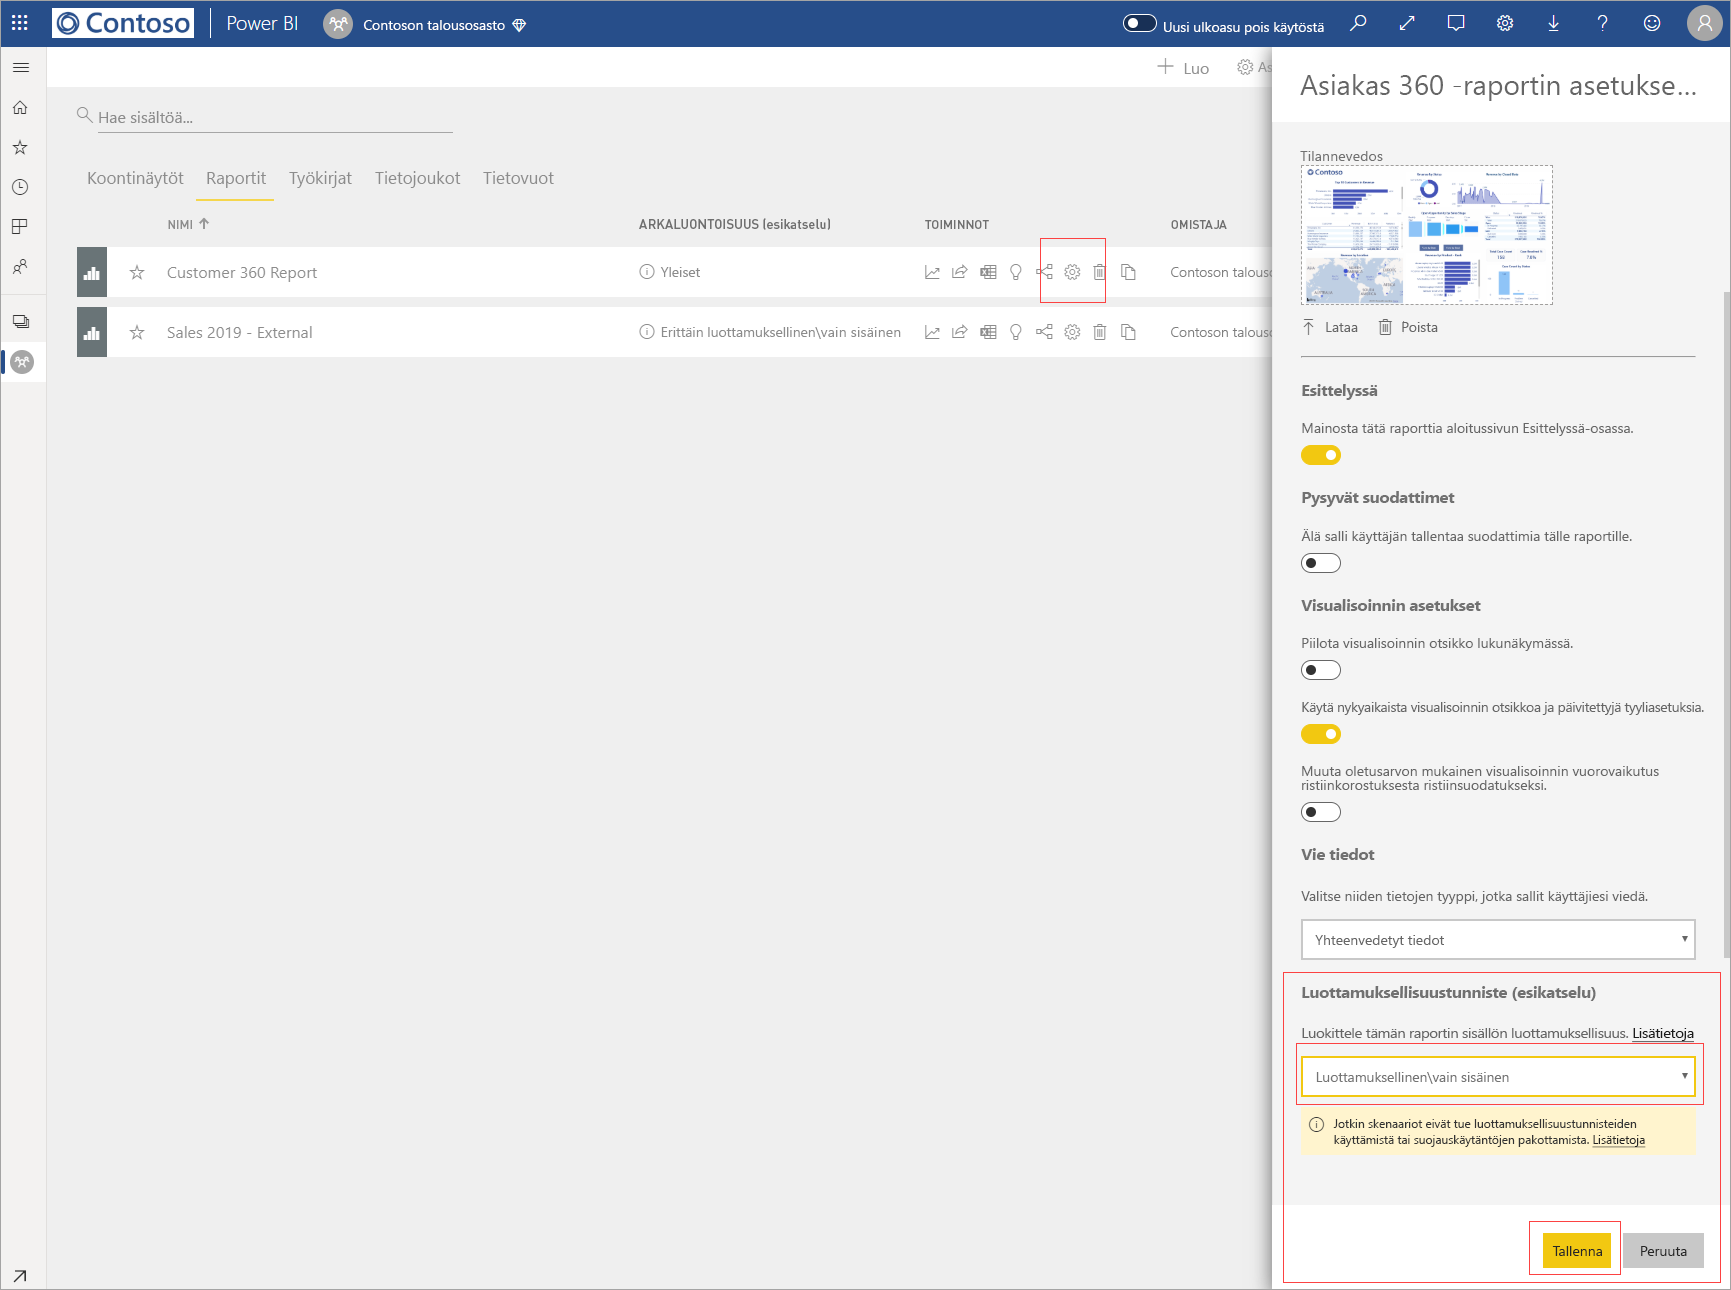 Contoso
Power BI
Contoson talousosasto
Uusi ulkoasu pois käytöstä
Luo
As
Hae sisältöä...
Koontinäytöt
Raportit
Työkirjat
Tietojoukot
Tietovuot
NIMI
ARKALUONTOISUUS (esikatselu)
TOIMINNOT
OMISTAJA
Customer 360 Report
Yleiset
Contoson talousc
Sales 2019 - External
Erittäin luottamuksellinen\vain sisäinen
Contoson talousc
Asiakas 360 -raportin asetukse...
Tilannevedos
Contoso
Lataa
Poista
Esittelyssä
Mainosta tätä raporttia aloitussivun Esittelyssä-osassa.
Pysyvät suodattimet
Älä salli käyttäjän tallentaa suodattimia tälle raportille.
Visualisoinnin asetukset
Piilota visualisoinnin otsikko lukunäkymässä.
Käytä nykyaikaista visualisoinnin otsikkoa ja päivitettyjä tyyliasetuksia.
Muuta oletusarvon mukainen visualisoinnin vuorovaikutus
ristiinkorostuksesta ristiinsuodatukseksi.
Vie tiedot
Valitse niiden tietojen tyyppi, jotka sallit käyttäjiesi viedä.
Yhteenvedetyt tiedot
Luottamuksellisuustunniste (esikatselu)
Luokittele tämän raportin sisällön luottamuksellisuus. Lisätietoja
Luottamuksellinen\vain sisäinen
Jotkin skenaariot eivät tue luottamuksellisuustunnisteiden
käyttämistä tai suojauskäytäntöjen pakottamista. Lisätietoja
Tallenna
Peruuta